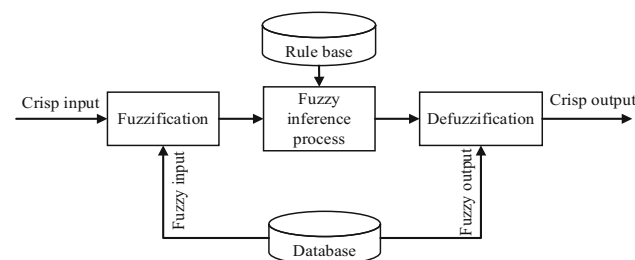 Rule base
Crisp input
Fuzzification
Fuzzy
inference
process
Defuzzification
Crisp output
Fuzzy input
Fuzzy output
Database